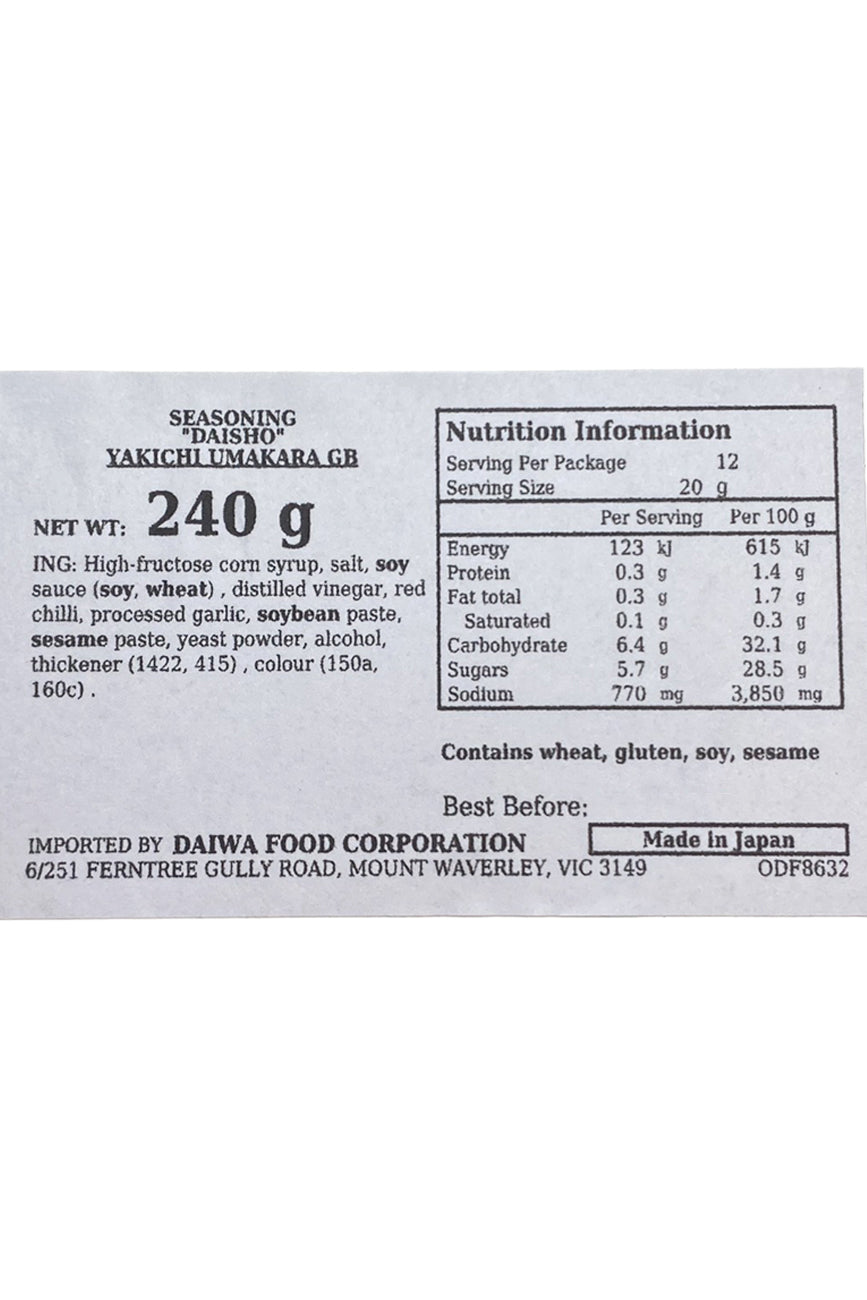 SEASONING
"DAISHO"
YAKICHI UMAKARA GB
NET WT: 240 g
ING: High-fructose corn syrup, salt, soy
sauce (soy, wheat) , distilled vinegar, red
chilli, processed garlic, soybean paste,
sesame paste, yeast powder, alcohol,
thickener (1422, 415) , colour (150a,
160c) .
Nutrition Information
Serving Per Package 12
Serving Size 20 g
Per Serving Per 100 g
Energy 123 kJ 615 kJ
Protein 0.3 g 1.4 g
Fat total 0.3 g 1.7 g
Saturated 0.1 g 0.3 g
Carbohydrate 6.4 g 32.1 g
Sugars 5.7 g 28.5 g
Sodium 770 mg 3,850 mg
Contains wheat, gluten, soy, sesame
Best Before:
IMPORTED BY DAIWA FOOD CORPORATION
Made in Japan
6/251 FERNTREE GULLY ROAD, MOUNT WAVERLEY, VIC 3149
ODF8632